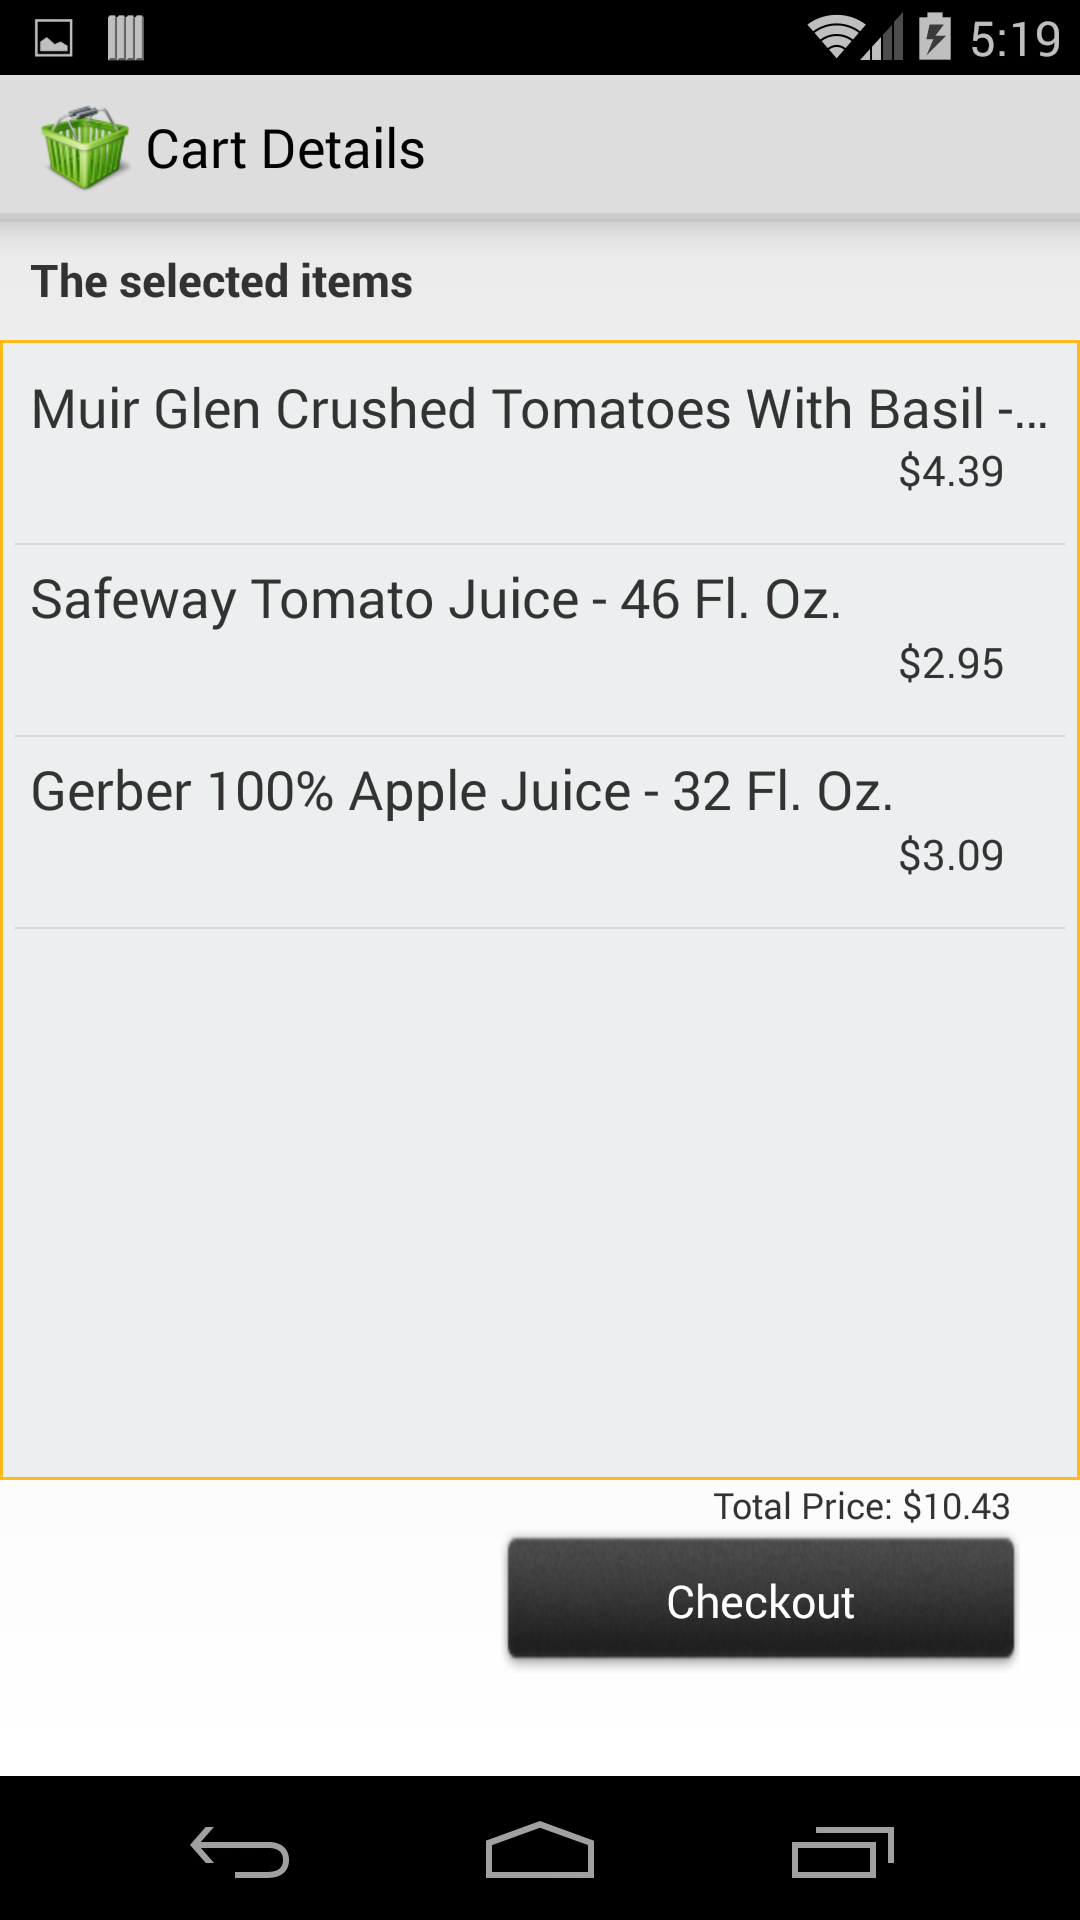 5:19
Cart Details
The selected items
Muir Glen Crushed Tomatoes With Basil -...
$4.39
Safeway Tomato Juice - 46 Fl. Oz.
$2.95
Gerber 100% Apple Juice - 32 Fl. Oz.
$3.09
Total Price: $10.43
Checkout